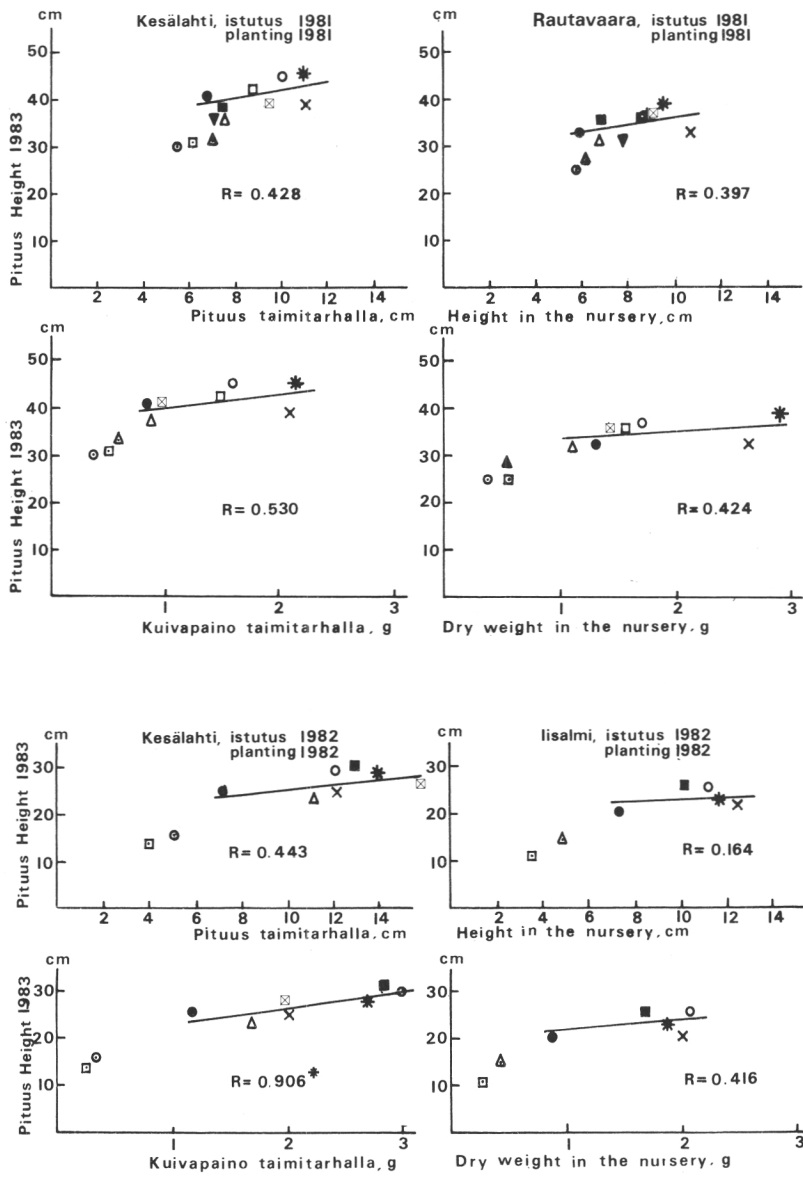 cm
Kesälahti, istutus 1981
planting 1981
50
40
30
20
10
Pituus Height 1983
R= 0.428
2 4 6 8 10 12 14
Pituus taimitarhalla, cm
Rautavaara, istutus 1981
planting 1981
50
40
30
20
10
R= 0.397
2 4 6 8 10 12 14
Height in the nursery, cm
cm
50
40
30
20
10
Pituus Height 1983
R= 0.530
1 2 3
Kuivapaino taimitarhalla, g
cm
50
40
30
20
10
R= 0.424
1 2 3
Dry weight in the nursery, g
cm
Kesälahti, istutus 1982
planting 1982
30
20
10
Pituus Height 1983
R= 0.443
2 4 6 8 10 12 14
Pituus taimitarhalla, cm
cm
Iisalmi, istutus 1982
planting 1982
30
20
10
R= 0.164
2 4 6 8 10 12 14
Height in the nursery, cm
cm
30
20
10
Pituus Height 1983
R= 0.906*
1 2 3
Kuivapaino taimitarhalla, g
cm
30
20
10
R= 0.416
1 2 3
Dry weight in the nursery, g